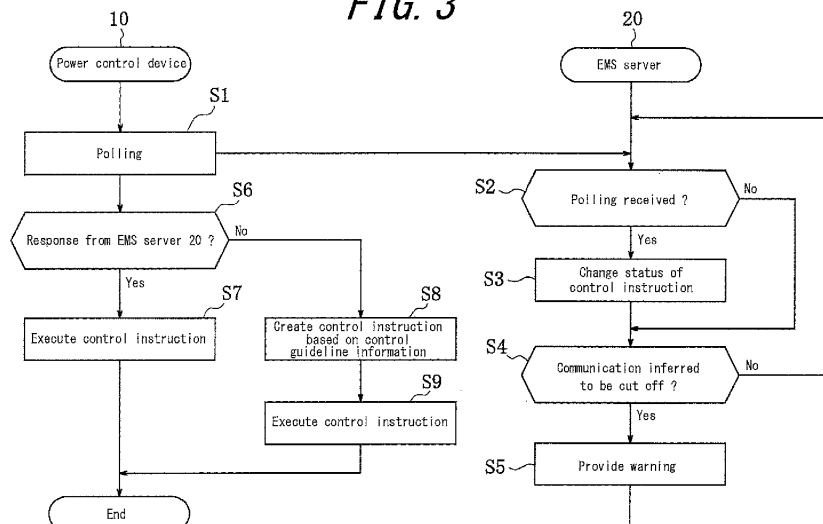 FIG. 3
10
Power control device
S1
Polling
S6
Response from EMS server 20 ?
No
Yes
S7
Execute control instruction
S8
Create control instruction
based on control
guideline information
S9
Execute control instruction
End
20
EMS server
S2
Polling received ?
No
Yes
S3
Change status of
control instruction
S4
Communication inferred
to be cut off ?
No
Yes
S5
Provide warning